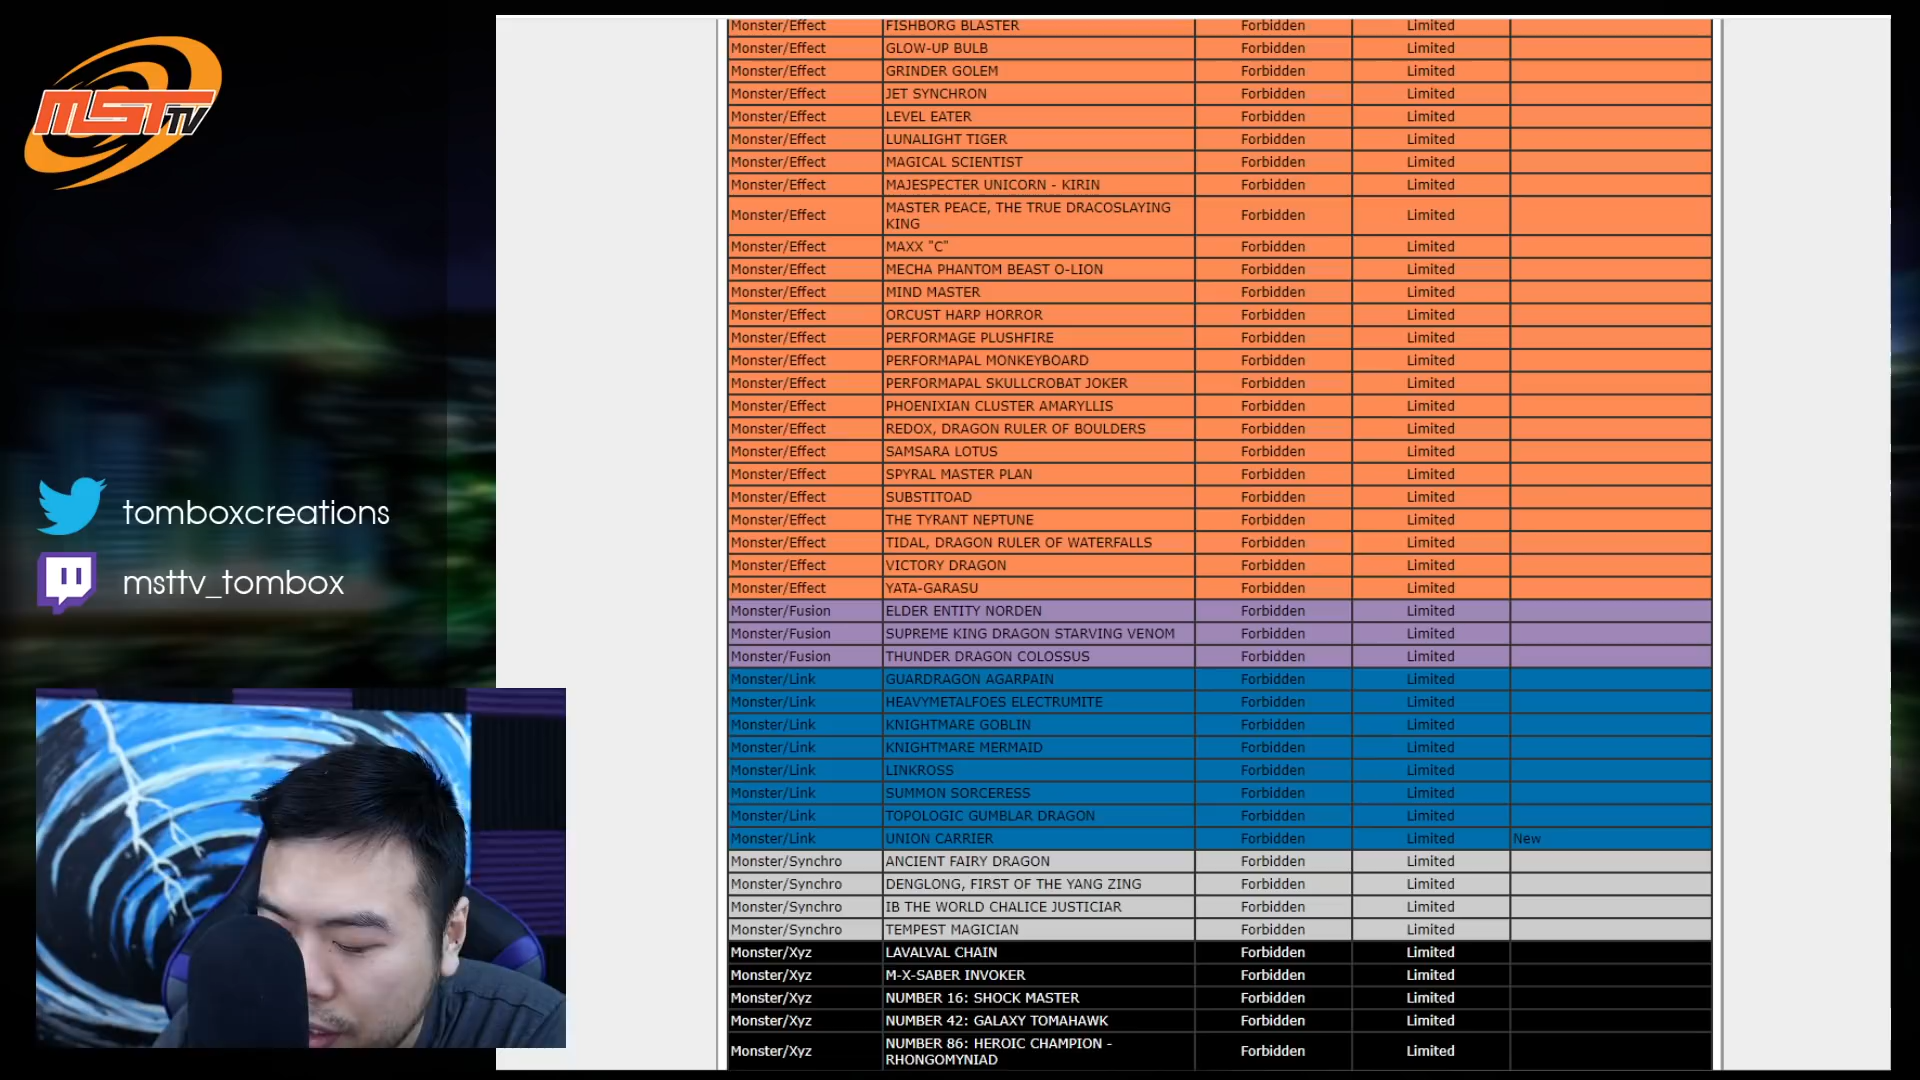 MST TV
tomboxcreations
msttv_tombox
Monster/Effect FISHBORG BLASTER Forbidden Limited
Monster/Effect GLOW-UP BULB Forbidden Limited
Monster/Effect GRINDER GOLEM Forbidden Limited
Monster/Effect JET SYNCHRON Forbidden Limited
Monster/Effect LEVEL EATER Forbidden Limited
Monster/Effect LUNALIGHT TIGER Forbidden Limited
Monster/Effect MAGICAL SCIENTIST Forbidden Limited
Monster/Effect MAJESPECTER UNICORN - KIRIN Forbidden Limited
Monster/Effect MASTER PEACE, THE TRUE DRACOSLAYING
KING Forbidden Limited
Monster/Effect MAXX "C" Forbidden Limited
Monster/Effect MECHA PHANTOM BEAST O-LION Forbidden Limited
Monster/Effect MIND MASTER Forbidden Limited
Monster/Effect ORCUST HARP HORROR Forbidden Limited
Monster/Effect PERFORMAGE PLUSHFIRE Forbidden Limited
Monster/Effect PERFORMAPAL MONKEYBOARD Forbidden Limited
Monster/Effect PERFORMAPAL SKULLCROBAT JOKER Forbidden Limited
Monster/Effect PHOENIXIAN CLUSTER AMARYLLIS Forbidden Limited
Monster/Effect REDOX, DRAGON RULER OF BOULDERS Forbidden Limited
Monster/Effect SAMSARA LOTUS Forbidden Limited
Monster/Effect SPYRAL MASTER PLAN Forbidden Limited
Monster/Effect SUBSTITOAD Forbidden Limited
Monster/Effect THE TYRANT NEPTUNE Forbidden Limited
Monster/Effect TIDAL, DRAGON RULER OF WATERFALLS Forbidden Limited
Monster/Effect VICTORY DRAGON Forbidden Limited
Monster/Effect YATA-GARASU Forbidden Limited
Monster/Fusion ELDER ENTITY NORDEN Forbidden Limited
Monster/Fusion SUPREME KING DRAGON STARVING VENOM Forbidden Limited
Monster/Fusion THUNDER DRAGON COLOSSUS Forbidden Limited
Monster/Link GUARDRAGON AGARPAIN Forbidden Limited
Monster/Link HEAVYMETALFOES ELECTRUMITE Forbidden Limited
Monster/Link KNIGHTMARE GOBLIN Forbidden Limited
Monster/Link KNIGHTMARE MERMAID Forbidden Limited
Monster/Link LINKROSS Forbidden Limited
Monster/Link SUMMON SORCERESS Forbidden Limited
Monster/Link TOPOLOGIC GUMBLAR DRAGON Forbidden Limited
Monster/Link UNION CARRIER Forbidden Limited New
Monster/Synchro ANCIENT FAIRY DRAGON Forbidden Limited
Monster/Synchro DENGLONG, FIRST OF THE YANG ZING Forbidden Limited
Monster/Synchro IB THE WORLD CHALICE JUSTICIAR Forbidden Limited
Monster/Synchro TEMPEST MAGICIAN Forbidden Limited
Monster/Xyz LAVALVAL CHAIN Forbidden Limited
Monster/Xyz M-X-SABER INVOKER Forbidden Limited
Monster/Xyz NUMBER 16: SHOCK MASTER Forbidden Limited
Monster/Xyz NUMBER 42: GALAXY TOMAHAWK Forbidden Limited
Monster/Xyz NUMBER 86: HEROIC CHAMPION -
RHONGOMYNIAD Forbidden Limited